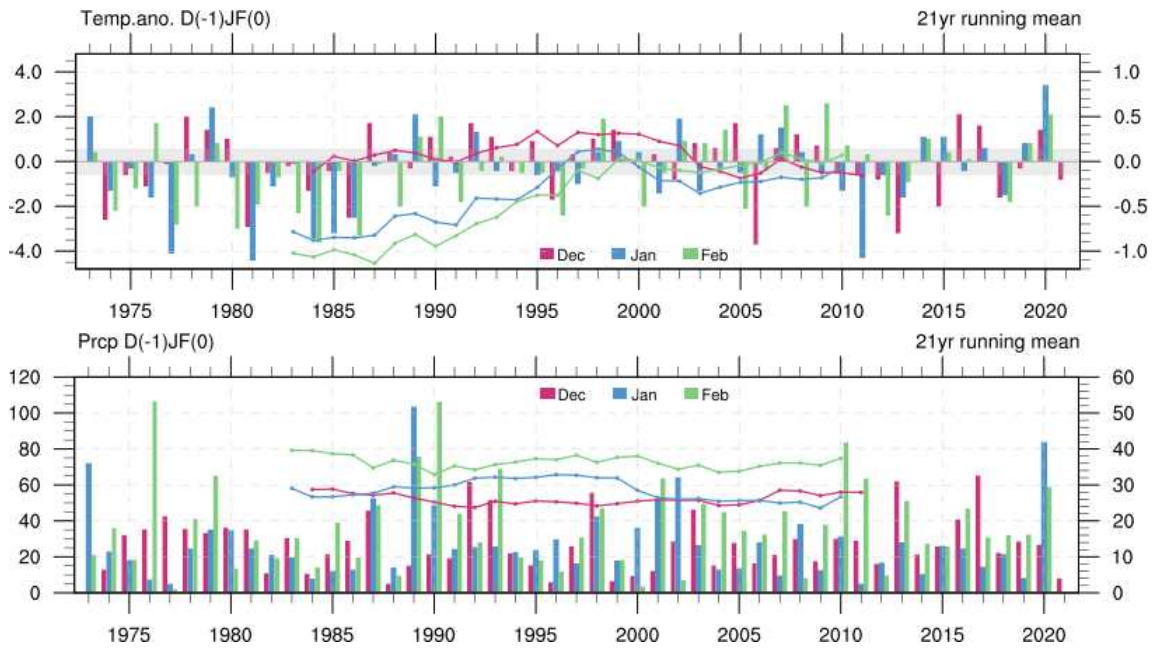 Temp.ano. D(-1)JF(0) 21yr running mean
4.0 1.0
2.0 0.5
0.0 0.0
-2.0 -0.5
-4.0 -1.0
Dec Jan Feb
1975 1980 1985 1990 1995 2000 2005 2010 2015 2020
Prcp D(-1)JF(0) 21yr running mean
120 60
100 50
80 40
60 30
40 20
20 10
0 0
Dec Jan Feb
1975 1980 1985 1990 1995 2000 2005 2010 2015 2020